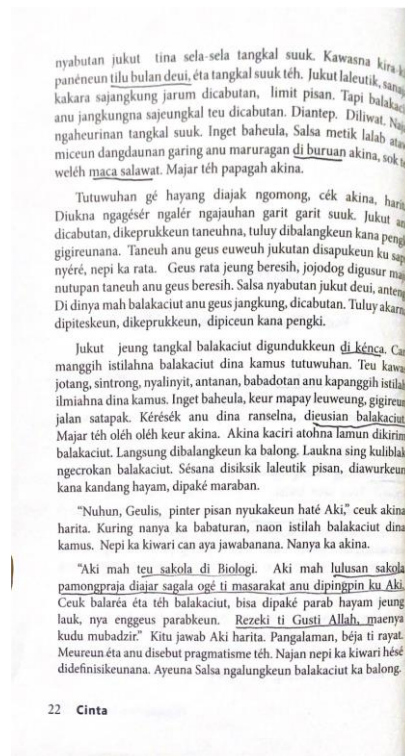 nyabutan jukut tina sela-sela tangkal suuk. Kawasna kira-k
panéneun tilu bulan deui, éta tangkal suuk téh. Jukut laleutik, sana
kakara sajangkung jarum dicabutan, limit pisan. Tapi balakac
anu jangkungna sajeungkal teu dicabutan. Diantep. Diliwat. Na
ngaheurinan tangkal suuk. Inget baheula, Salsa metik lalab ata
miceun dangdaunan garing anu maruragan di buruan akina, sok t
weléh maca salawat. Majar téh papagah akina.
Tutuwuhan gé hayang diajak ngomong, cék akina, harit
Diukna ngagésér ngalér ngajauhan garit garit suuk. Jukut an
dicabutan, dikeprukkeun taneuhna, tuluy dibalangkeun kana pengk
gigireunana. Taneuh anu geus euweuh jukutan disapukeun ku sap
nyéré, nepi ka rata. Geus rata jeung beresih, jojodog digusur ma
nutupan taneuh anu geus beresih. Salsa nyabutan jukut deui, anteng
Di dinya mah balakaciut anu geus jangkung, dicabutan. Tuluy akarn
dipiteskeun, dikeprukkeun, dipiceun kana pengki.
Jukut jeung tangkal balakaciut digundukkeun di kénca. Can
manggih istilahna balakaciut dina kamus tutuwuhan. Teu kawas
jotang, sintrong, nyalinyit, antanan, babadotan anu kapanggih istilah
ilmiahna dina kamus. Inget baheula, keur mapay leuweung, gigireun
jalan satapak. Kérésék anu dina ranselna, dieusian balakaciut
Majar téh oléh oléh keur akina. Akina kaciri atohna lamun dikirim
balakaciut. Langsung dibalangkeun ka balong. Laukna sing kuliblak
ngecrokan balakaciut. Sésana disiksik laleutik pisan, diawurkeun
kana kandang hayam, dipaké maraban.
"Nuhun, Geulis, pinter pisan nyukakeun haté Aki," ceuk akina
harita. Kuring nanya ka babaturan, naon istilah balakaciut dina
kamus. Nepi ka kiwari can aya jawabanana. Nanya ka akina.
"Aki mah teu sakola di Biologi. Aki mah lulusan sakola
pamongpraja diajar sagala ogé ti masarakat anu dipingpin ku Aki.
Ceuk balaréa éta téh balakaciut, bisa dipaké parab hayam jeung
lauk, nya enggeus parabkeun. Rezeki ti Gusti Allah, maenya
kudu mubadzir." Kitu jawab Aki harita. Pangalaman, béja ti rayat.
Meureun éta anu disebut pragmatisme téh. Najan nepi ka kiwari hésé
didefinisikeunana. Ayeuna Salsa ngalungkeun balakaciut ka balong.
22 Cinta